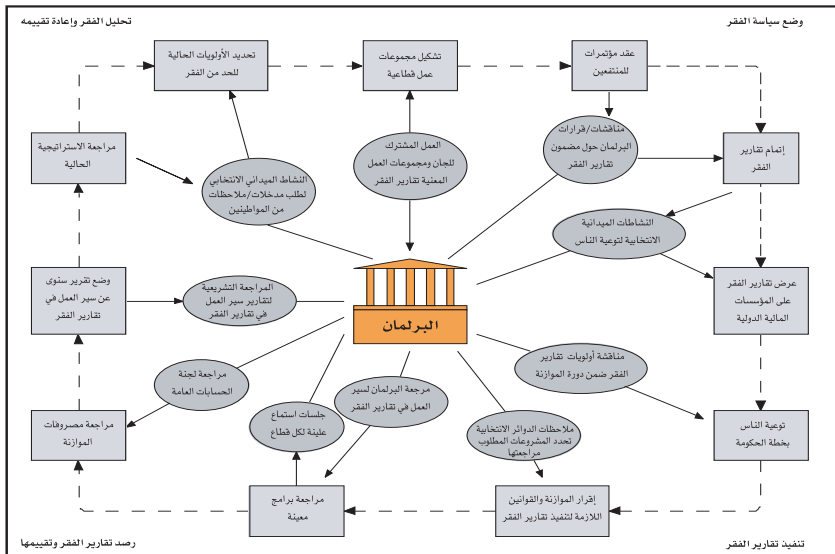 وضع سياسة الفقر
تحليل الفقر وإعادة تقييمه
عقد مؤتمرات
للمنتفعين
تشكيل مجموعات
عمل قطاعية
تحديد الأولويات الحالية
للحد من الفقر
مناقشات/قرارات
البرلمان حول مضمون
تقارير الفقر
العمل المشترك
للجان ومجموعات العمل
المعنية تقارير الفقر
النشاط الميداني الانتخابي
لطلب مدخلات/ملاحظات
من المواطينين
مراجعة الاستراتيجية
الحالية
إتمام تقارير
الفقر
النشاطات الميدانية
الانتخابية لتوعية الناس
عرض تقارير الفقر
على المؤسسات
المالية الدولية
المراجعة التشريعية
لتقارير سير العمل
في تقارير الفقر
وضع تقرير سنوى
عن سير العمل في
تقارير الفقر
البرلمان
مناقشة أولويات تقارير
الفقر ضمن دورة الموازنة
مراجعة لجنة
الحسابات العامة
مرجعة البرلمان لسير
العمل في تقارير الفقر
جلسات استماع
علينة لكل قطاع
ملاحظات الدوائر الانتخابية
تحدد المشروعات المطلوب
مراجعتها
توعية الناس
بخطة الحكومة
مراجعة مصروفات
الموازنة
إقرار الموازنة والقوانين
اللازمة لتنفيذ تقارير الفقر
مراجعة برامج
معينة
تنفيذ تقارير الفقر
رصد تقارير الفقر وتقييمها